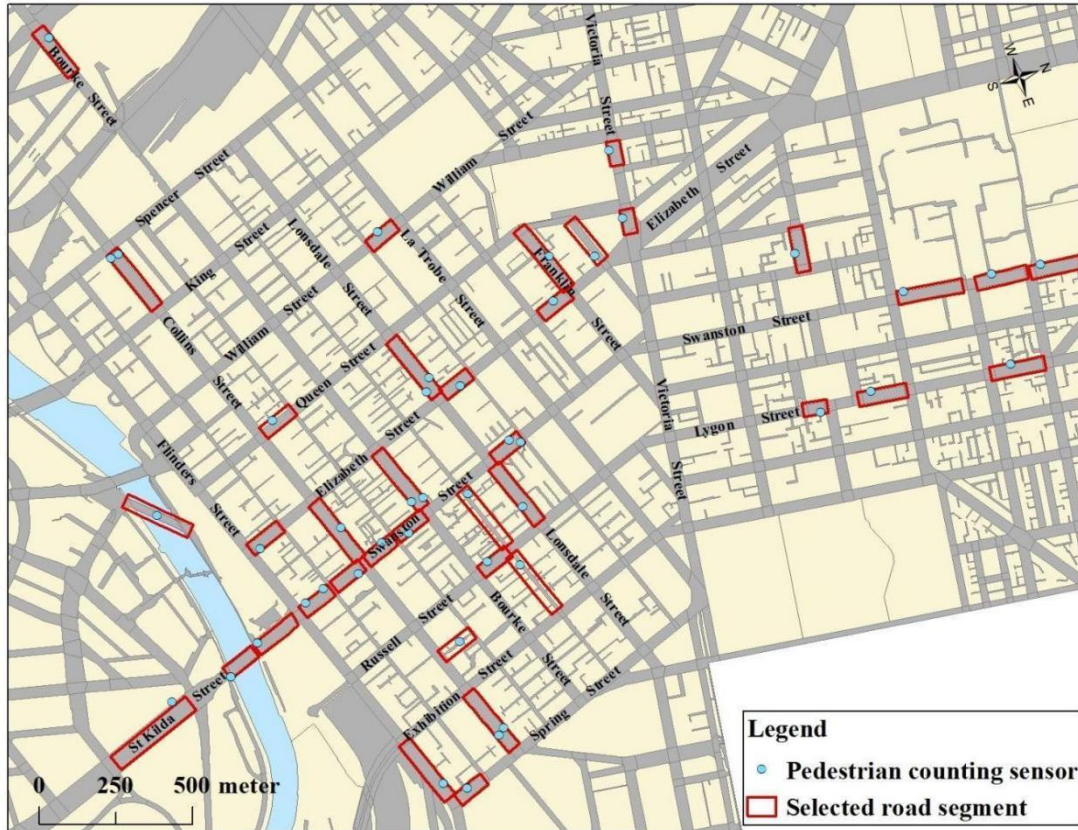 Bourke Street
Victoria Street
W N
S E
William Street
Spencer Street
Elizabeth Street
King Street
Lonsdale Street
La Trobe Street
Franklin Street
Collins Street
William Street
Queen Street
Swanston Street
Victoria Street
Lygon Street
Flinders Street
Elizabeth Street
Swanston Street
Lonsdale Street
Russell Street
Bourke Street
Exhibition Street
Spring Street
St Kilda Street
0 250 500 meter
Legend
Pedestrian counting sensor
Selected road segment